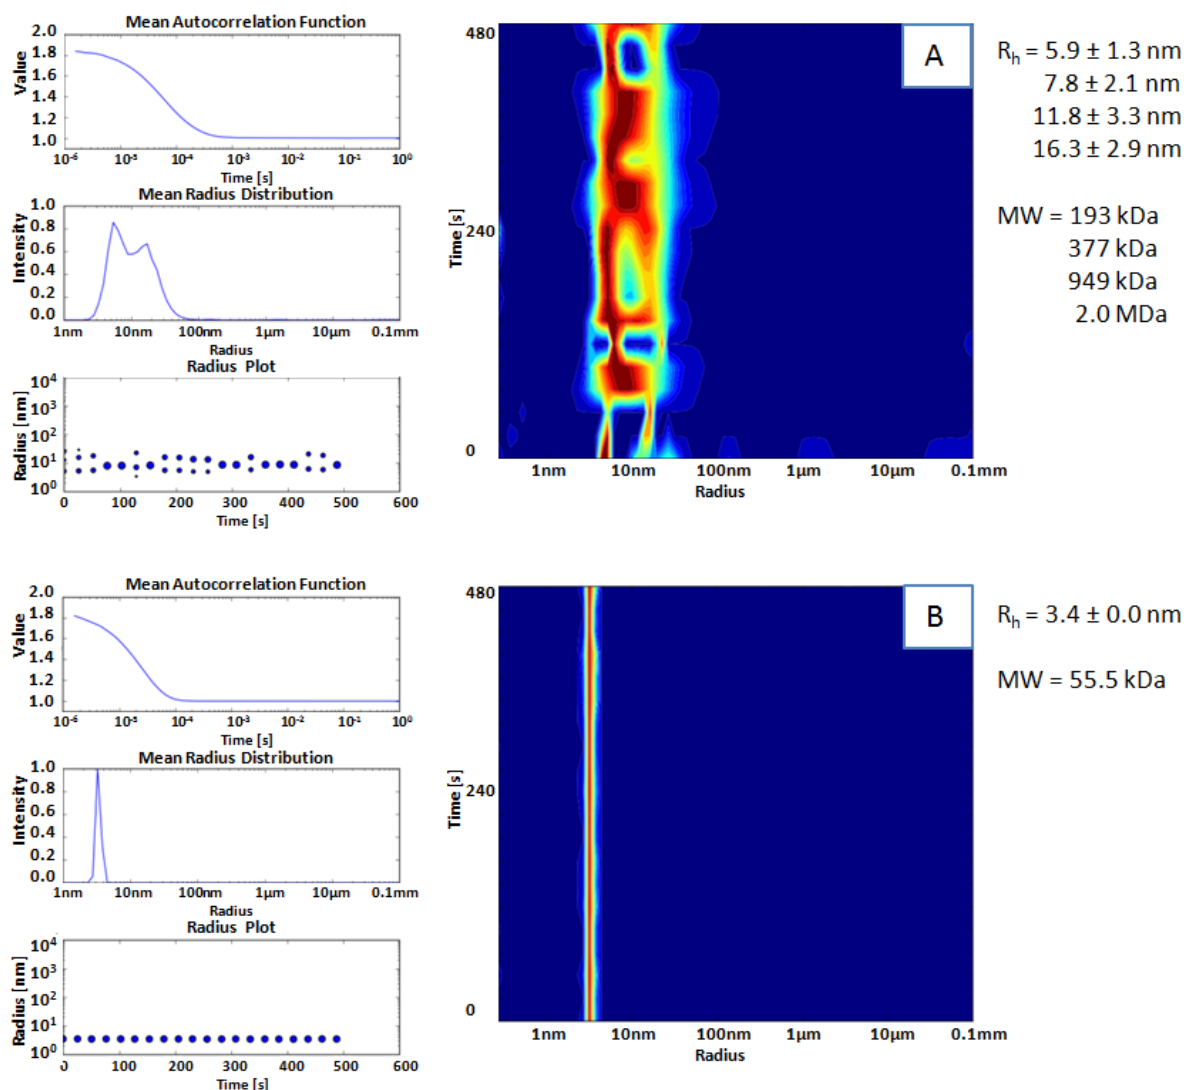 Mean Autocorrelation Function
2.0
1.8
1.6
1.4
1.2
1.0
Value
10⁻⁶ 10⁻⁵ 10⁻⁴ 10⁻³ 10⁻² 10⁻¹ 10⁰
Time [s]
Mean Radius Distribution
1.0
0.8
0.6
0.4
0.2
0.0
Intensity
1nm 10nm 100nm 1µm 10µm 0.1mm
Radius
Radius Plot
10⁴
10³
10²
10¹
10⁰
Radius [nm]
0 100 200 300 400 500 600
Time [s]
480
240
0
Time [s]
A
1nm 10nm 100nm 1µm 10µm 0.1mm
Radius
Rₕ = 5.9 ± 1.3 nm
7.8 ± 2.1 nm
11.8 ± 3.3 nm
16.3 ± 2.9 nm
MW = 193 kDa
377 kDa
949 kDa
2.0 MDa
Mean Autocorrelation Function
2.0
1.8
1.6
1.4
1.2
1.0
Value
10⁻⁶ 10⁻⁵ 10⁻⁴ 10⁻³ 10⁻² 10⁻¹ 10⁰
Time [s]
Mean Radius Distribution
1.0
0.8
0.6
0.4
0.2
0.0
Intensity
1nm 10nm 100nm 1µm 10µm 0.1mm
Radius
Radius Plot
10⁴
10³
10²
10¹
10⁰
Radius [nm]
0 100 200 300 400 500 600
Time [s]
480
240
0
Time [s]
B
1nm 10nm 100nm 1µm 10µm 0.1mm
Radius
Rₕ = 3.4 ± 0.0 nm
MW = 55.5 kDa